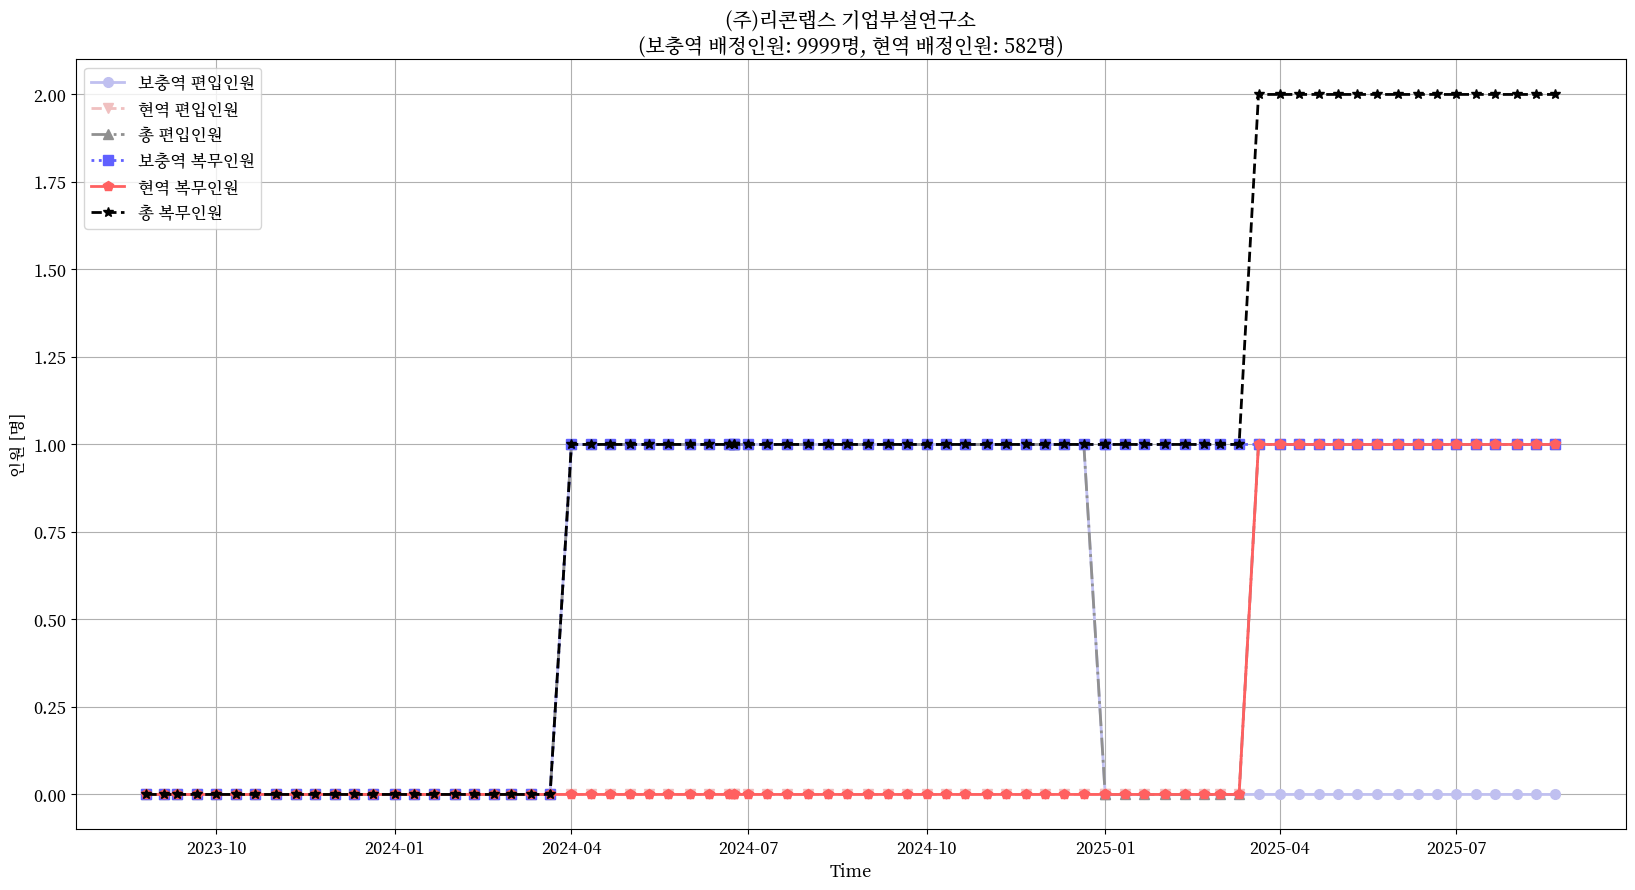 (주)리콘랩스 기업부설연구소
(보충역 배정인원: 9999명, 현역 배정인원: 582명)
보충역 편입인원
현역 편입인원
총 편입인원
보충역 복무인원
현역 복무인원
총 복무인원
인원 [명]
2.00
1.75
1.50
1.25
1.00
0.75
0.50
0.25
0.00
2023-10
2024-01
2024-04
2024-07
2024-10
2025-01
2025-04
2025-07
Time